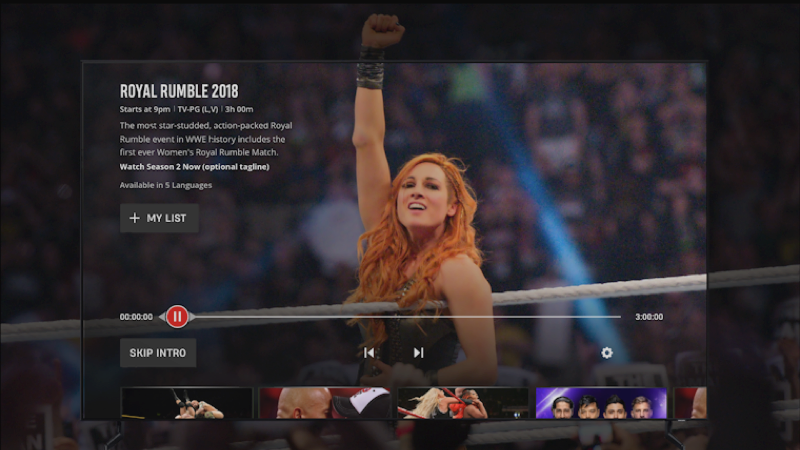 ROYAL RUMBLE 2018
Starts at 9pm | TV-PG (L,V) | 3h 00m
The most star-studded, action-packed Royal
Rumble event in WWE history includes the
first ever Women's Royal Rumble Match.
Watch Season 2 Now (optional tagline)
Available in 5 Languages
+ MY LIST
00:00:00
3:00:00
SKIP INTRO